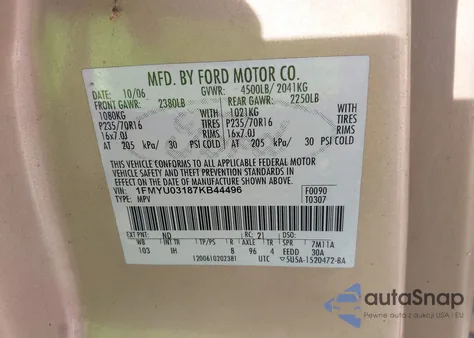 MFD. BY FORD MOTOR CO.
DATE: 10/06 GVWR: 4500LB/ 2041KG
FRONT GAWR: 2380LB REAR GAWR: 2250LB
1080KG 1021KG
P235/70R16 TIRES P235/70R16 TIRES
16x7.0J RIMS 16x7.0J RIMS
AT 205 kPa/ 30 PSI COLD AT 205 kPa/ 30 PSI COLD
THIS VEHICLE CONFORMS TO ALL APPLICABLE FEDERAL MOTOR
VEHICLE SAFETY AND THEFT PREVENTION STANDARDS IN EFFECT ON
THE DATE OF MANUFACTURE SHOWN ABOVE.
VIN: 1FMYU03187KB44496 F0090
TYPE: MPV T0307
EXT PNT: ND RC: 21 DSO:
WB INT TR TP/PS R AXLE TR SPR 7M11A
103 IH B 96 4 EEDD 30A
1200610202381 UTC 5U5A-1520472-BA
autoSnap
Pewne auto z USA i EU